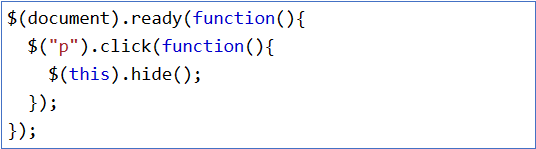 $(document).ready(function(){
  $("p").click(function(){
    $(this).hide();
  });
});